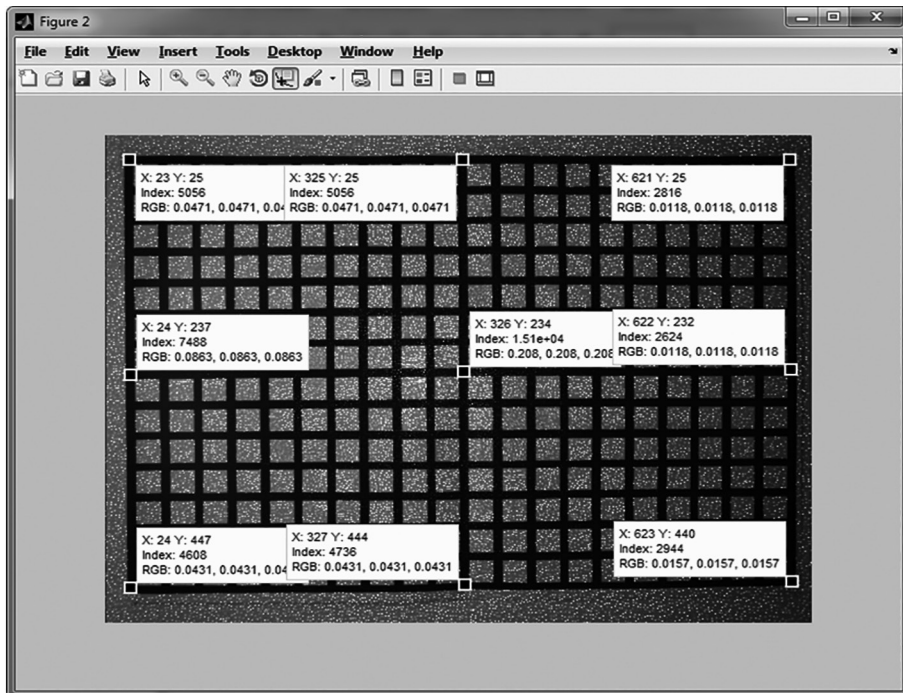 Figure 2
File Edit View Insert Tools Desktop Window Help
X: 23 Y: 25
Index: 5056
RGB: 0.0471, 0.0471, 0.04
X: 325 Y: 25
Index: 5056
RGB: 0.0471, 0.0471, 0.0471
X: 621 Y: 25
Index: 2816
RGB: 0.0118, 0.0118, 0.0118
X: 24 Y: 237
Index: 7488
RGB: 0.0863, 0.0863, 0.0863
X: 326 Y: 234
Index: 1.51e+04
RGB: 0.208, 0.208, 0.208
X: 622 Y: 232
Index: 2624
RGB: 0.0118, 0.0118, 0.0118
X: 24 Y: 447
Index: 4608
RGB: 0.0431, 0.0431, 0.04
X: 327 Y: 444
Index: 4736
RGB: 0.0431, 0.0431, 0.0431
X: 623 Y: 440
Index: 2944
RGB: 0.0157, 0.0157, 0.0157